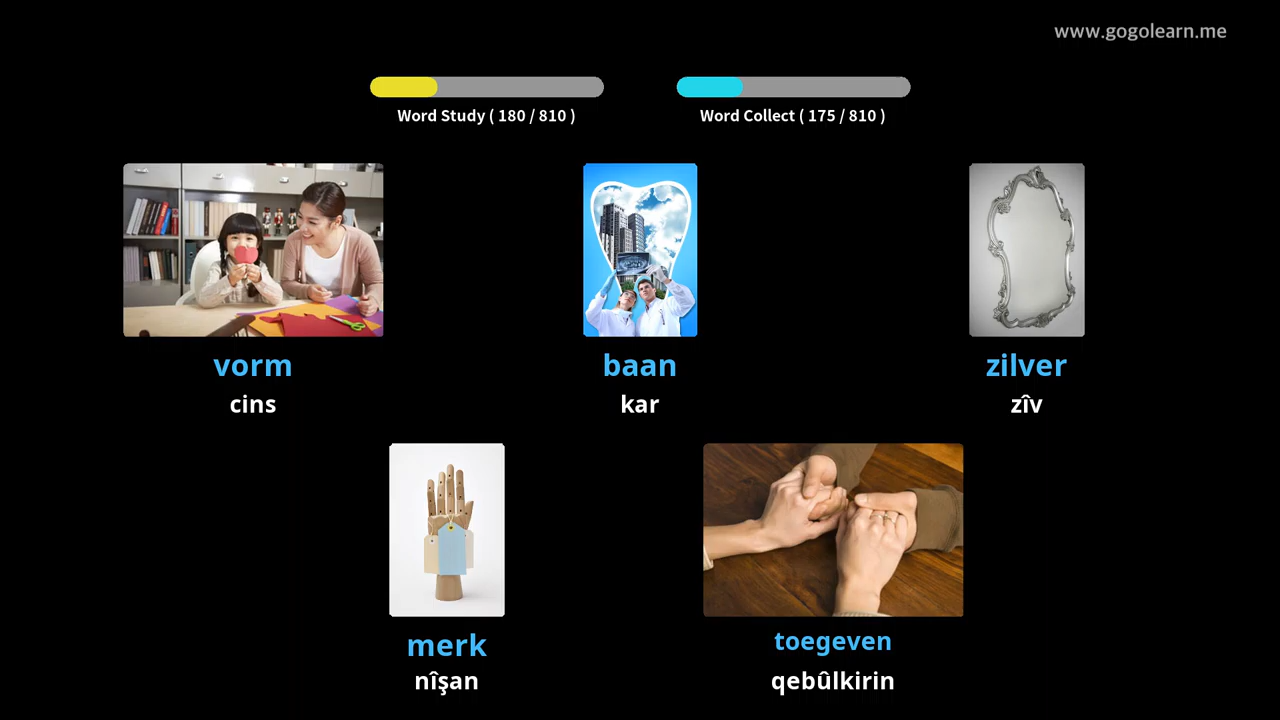 www.gogolearn.me
Word Study ( 180 / 810 )
Word Collect ( 175 / 810 )
vorm
cins
baan
kar
zilver
zîv
merk
nîşan
toegeven
qebûlkirin